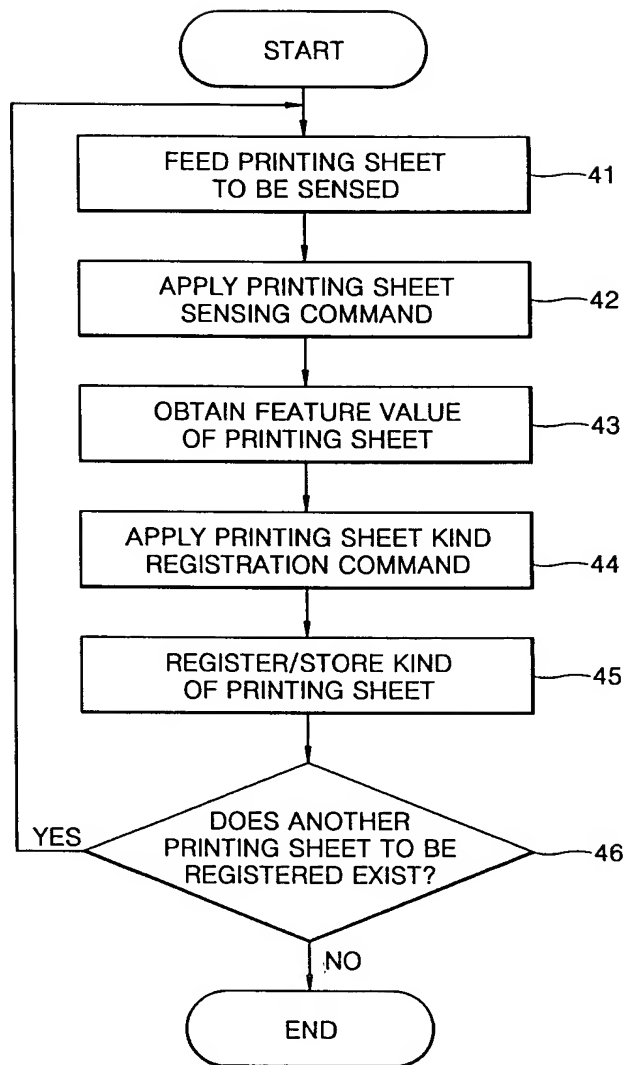 START
FEED PRINTING SHEET
TO BE SENSED
41
APPLY PRINTING SHEET
SENSING COMMAND
42
OBTAIN FEATURE VALUE
OF PRINTING SHEET
43
APPLY PRINTING SHEET KIND
REGISTRATION COMMAND
44
REGISTER/STORE KIND
OF PRINTING SHEET
45
DOES ANOTHER
PRINTING SHEET TO BE
REGISTERED EXIST?
46
YES
NO
END